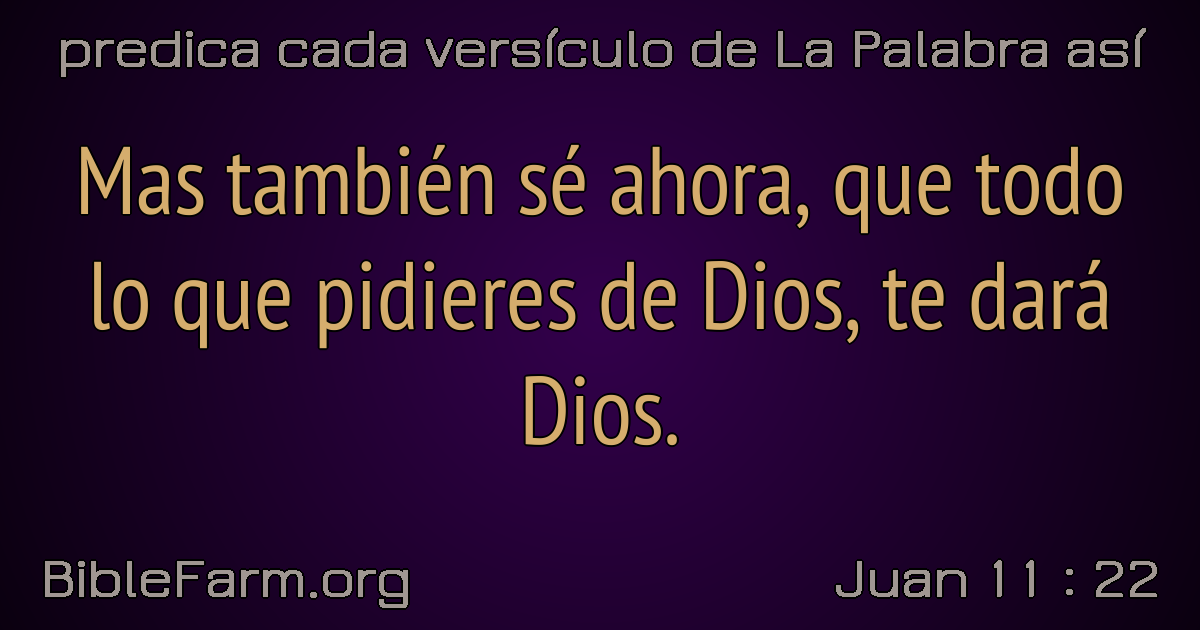 predica cada versículo de La Palabra así
Mas también sé ahora, que todo
lo que pidieres de Dios, te dará
Dios.
BibleFarm.org
Juan 11 : 22